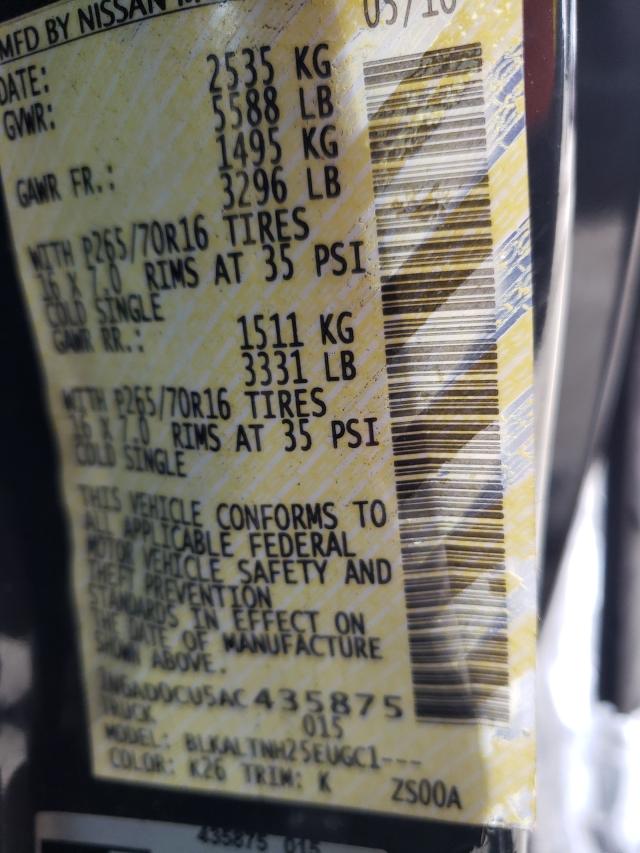 MFD BY NISSAN
DATE: 05/10
GVWR: 2535 KG
5588 LB
GAWR FR.: 1495 KG
3296 LB
WITH P265/70R16 TIRES
16 X 7.0 RIMS AT 35 PSI
COLD SINGLE
GAWR RR.: 1511 KG
3331 LB
WITH P265/70R16 TIRES
16 X 7.0 RIMS AT 35 PSI
COLD SINGLE
THIS VEHICLE CONFORMS TO
ALL APPLICABLE FEDERAL
MOTOR VEHICLE SAFETY AND
THEFT PREVENTION
STANDARDS IN EFFECT ON
THE DATE OF MANUFACTURE
SHOWN ABOVE.
1N6AD0CU5AC435875
TRUCK 015
MODEL: BLKALTNH25EUGC1---
COLOR: K26 TRIM: K ZS00A
435875 015